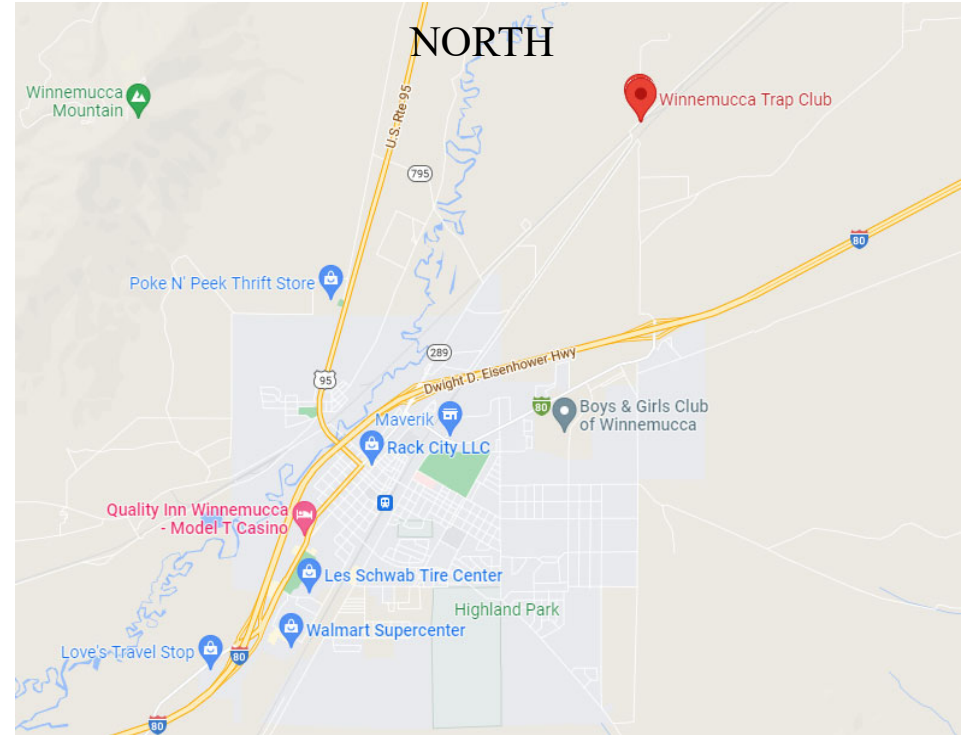 NORTH
Winnemucca
Mountain
U.S. Rte 95
Winnemucca Trap Club
795
80
Poke N' Peek Thrift Store
289
Dwight D. Eisenhower Hwy
95
80
Boys & Girls Club
of Winnemucca
Maverik
Rack City LLC
Quality Inn Winnemucca
- Model T Casino
Les Schwab Tire Center
Highland Park
Walmart Supercenter
Love's Travel Stop
80
80